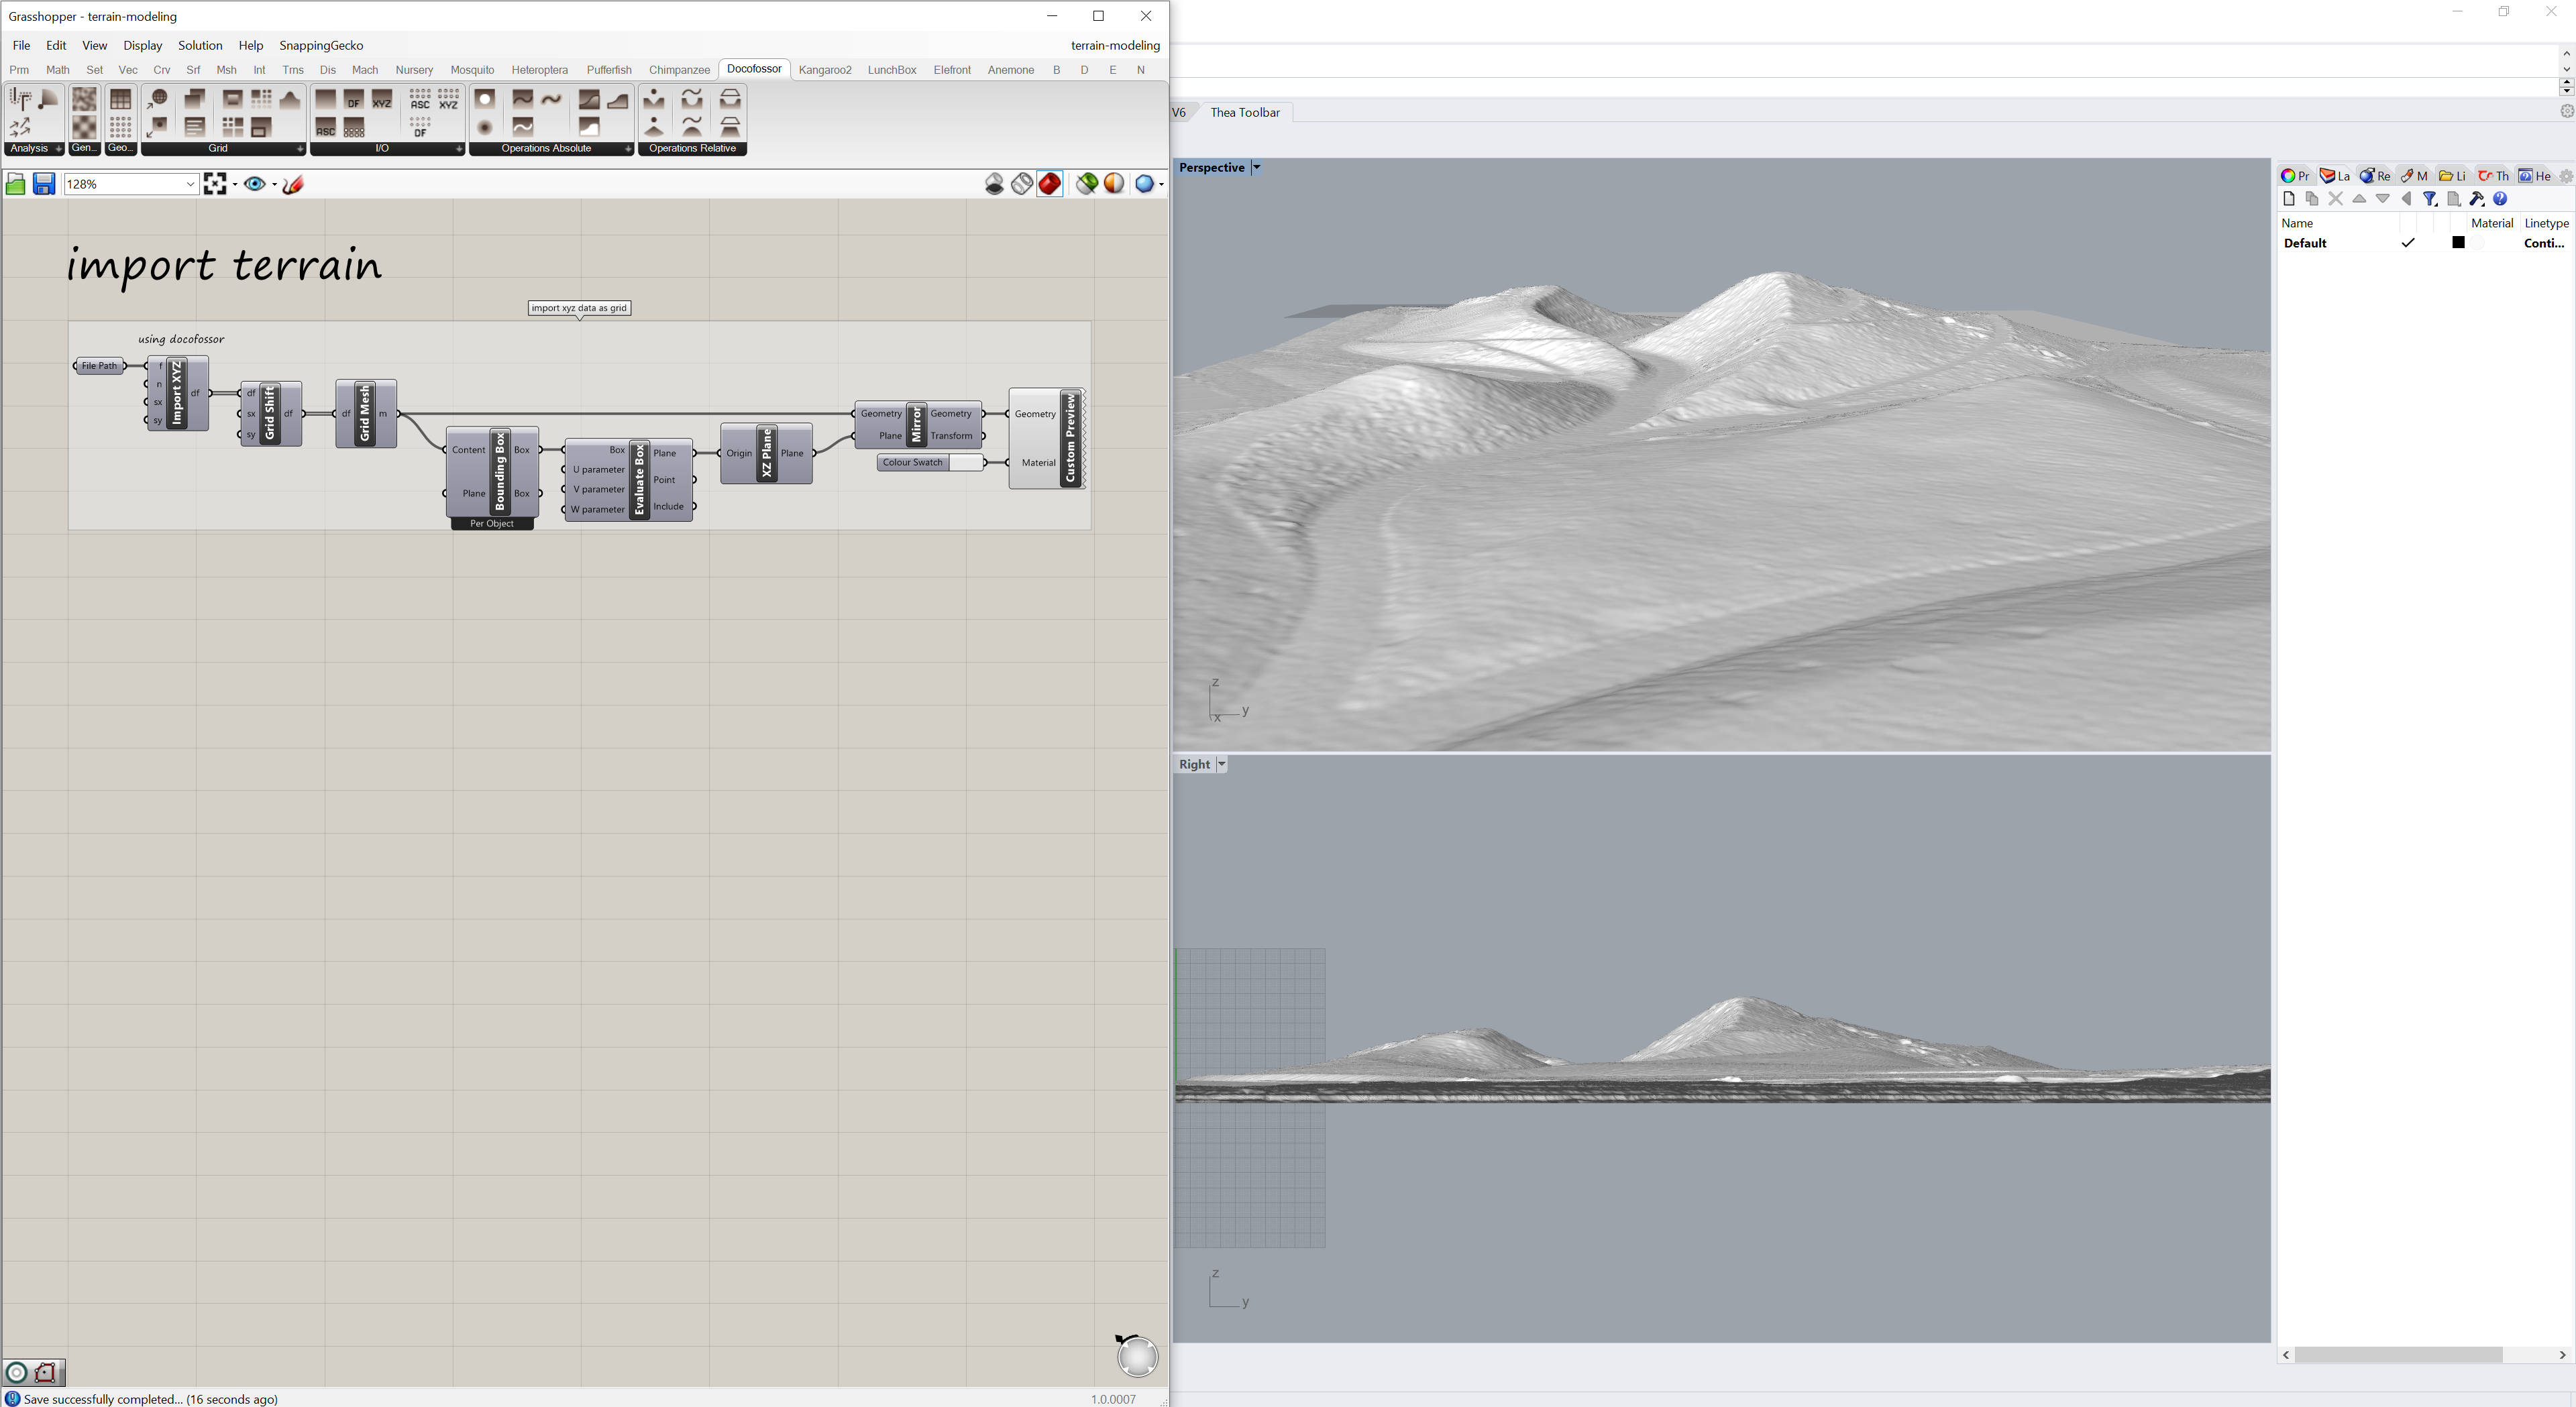 Grasshopper - terrain-modeling
File Edit View Display Solution Help SnappingGecko terrain-modeling
Prm Math Set Vec Crv Srf Msh Int Trns Dis Mach Nursery Mosquito Heteroptera Pufferfish Chimpanzee Docofossor Kangaroo2 LunchBox Elefront Anemone B D E N
DF XYZ ASC XYZ
ASC DF
Analysis Gen... Geo... Grid I/O Operations Absolute Operations Relative
128%
import terrain
import xyz data as grid
using docofossor
File Path
f
n
sx
sy
Import XYZ
df
df
sx
sy
Grid Shift
df
df
Grid Mesh
m
Content
Plane
Bounding Box
Box
Box
Per Object
Box
U parameter
V parameter
W parameter
Evaluate Box
Plane
Point
Include
Origin
XZ Plane
Plane
Geometry
Plane
Mirror
Geometry
Transform
Colour Swatch
Geometry
Material
Custom Preview
Save successfully completed... (16 seconds ago)
1.0.0007
V6 Thea Toolbar
Perspective
z
y
x
Right
z
y
Pr La Re M Li Th He
Name Material Linetype
Default Conti...